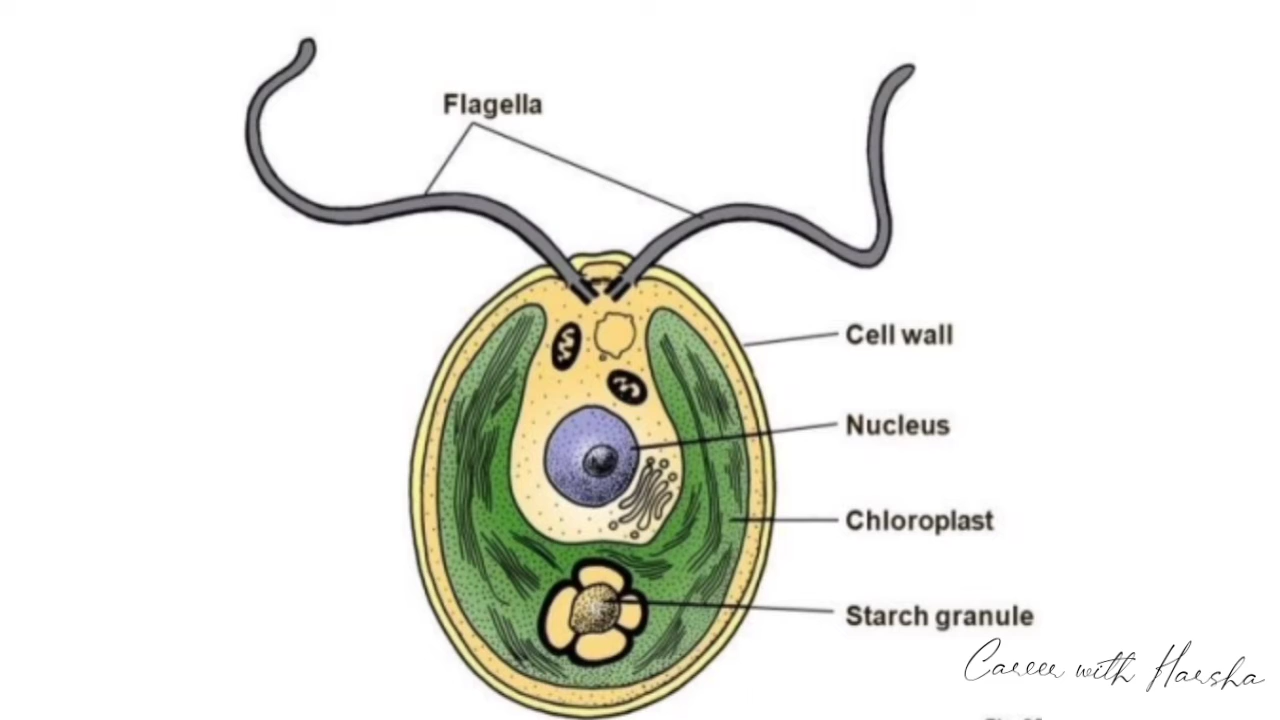 Flagella
Cell wall
Nucleus
Chloroplast
Starch granule
Career with Harsha